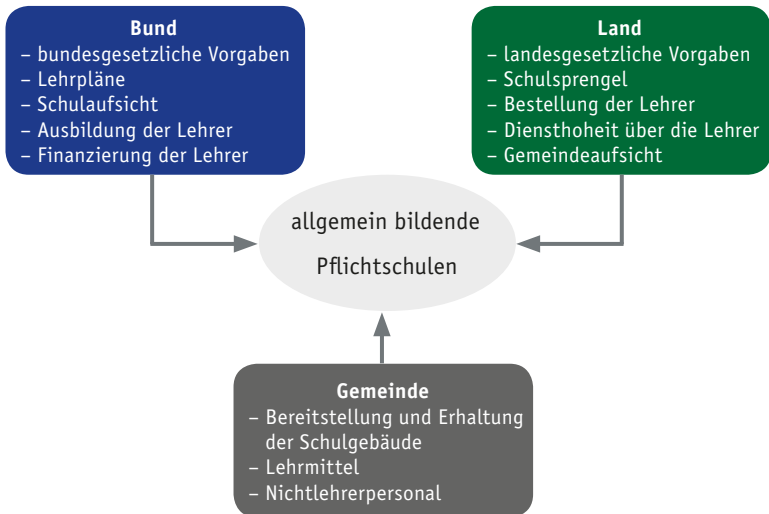 Bund
– bundesgesetzliche Vorgaben
– Lehrpläne
– Schulaufsicht
– Ausbildung der Lehrer
– Finanzierung der Lehrer
Land
– landesgesetzliche Vorgaben
– Schulsprengel
– Bestellung der Lehrer
– Diensthoheit über die Lehrer
– Gemeindeaufsicht
allgemein bildende
Pflichtschulen
Gemeinde
– Bereitstellung und Erhaltung
der Schulgebäude
– Lehrmittel
– Nichtlehrerpersonal